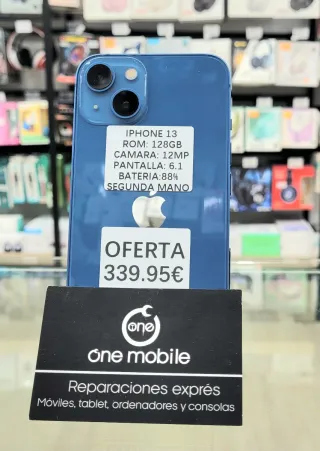 IPHONE 13
ROM: 128GB
CAMARA: 12MP
PANTALLA: 6.1
BATERIA:88%
SEGUNDA MANO
OFERTA
339.95€
one
óne mobile
Reparaciones exprés
Móviles, tablet, ordenadores y consolas